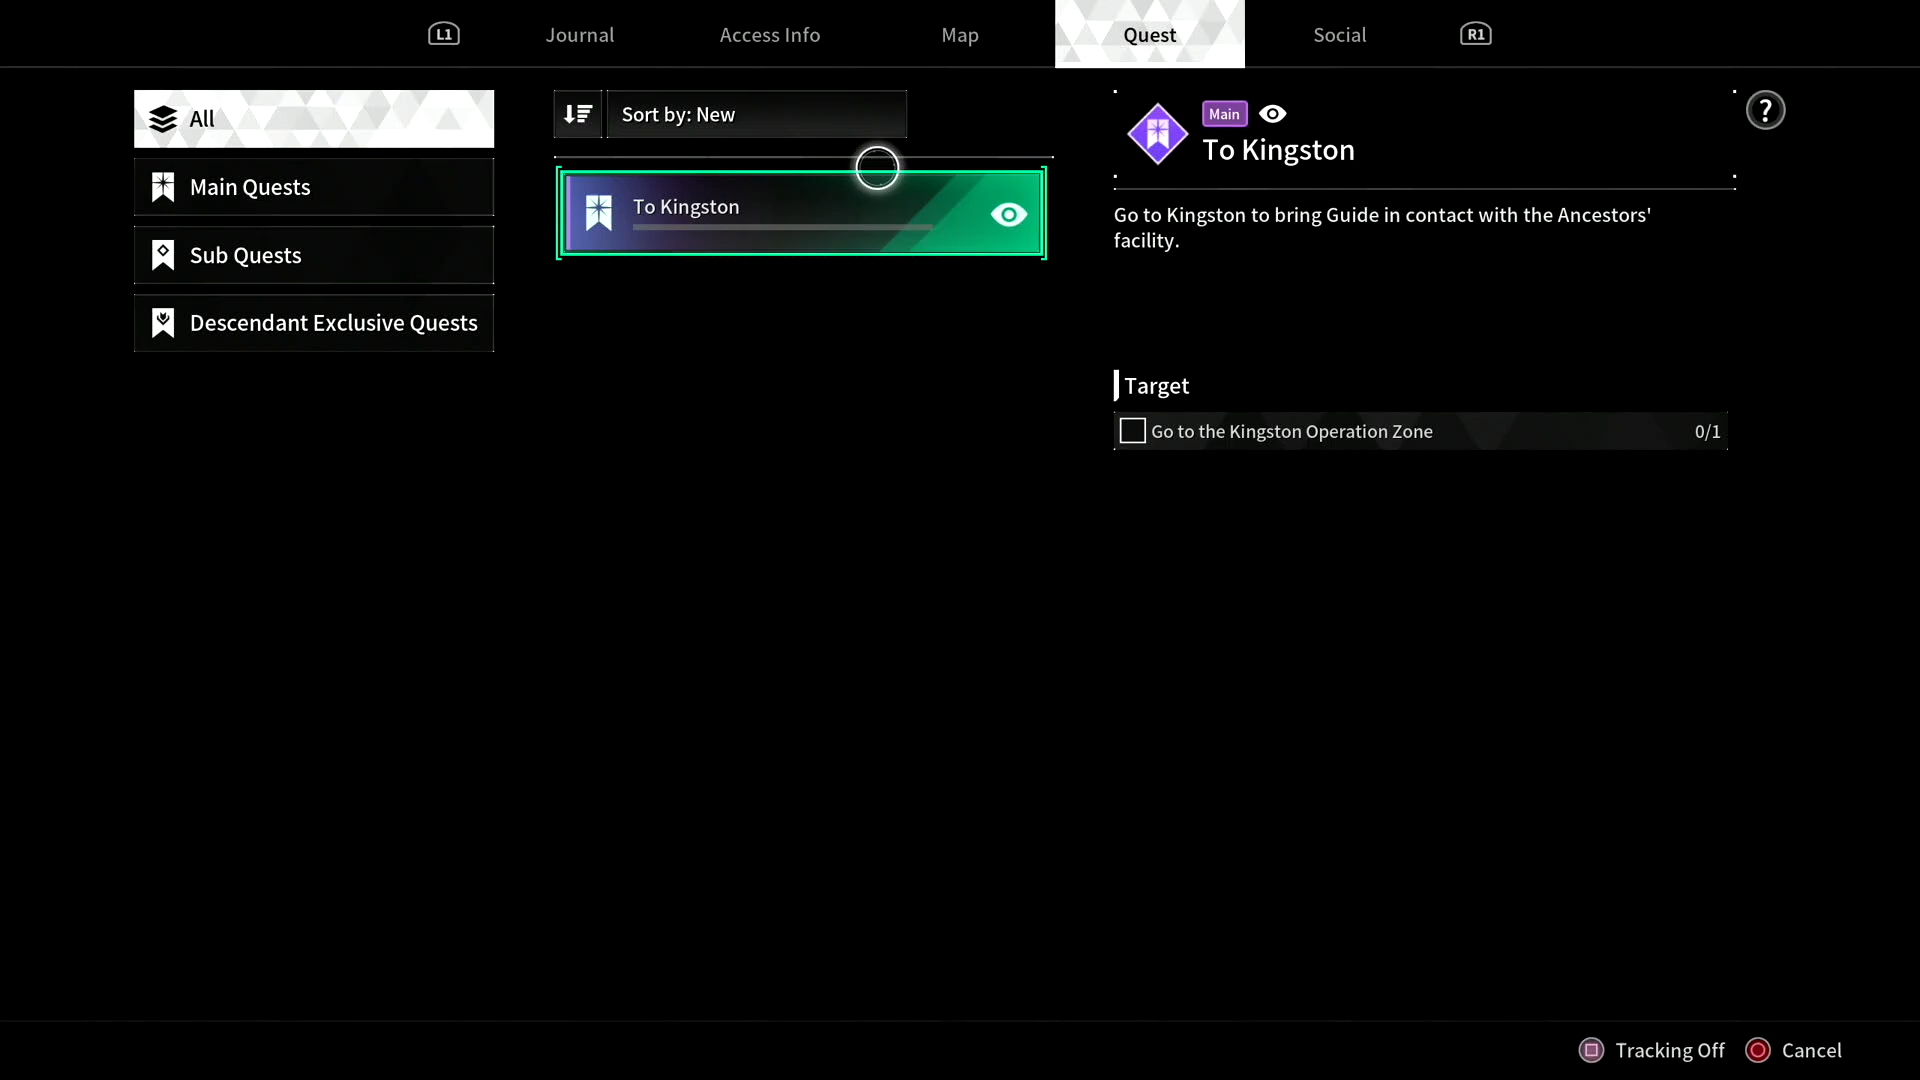 L1
Journal
Access Info
Map
Quest
Social
R1
All
Main Quests
Sub Quests
Descendant Exclusive Quests
Sort by: New
To Kingston
Main
To Kingston
?
Go to Kingston to bring Guide in contact with the Ancestors'
facility.
Target
Go to the Kingston Operation Zone 0/1
Tracking Off
Cancel